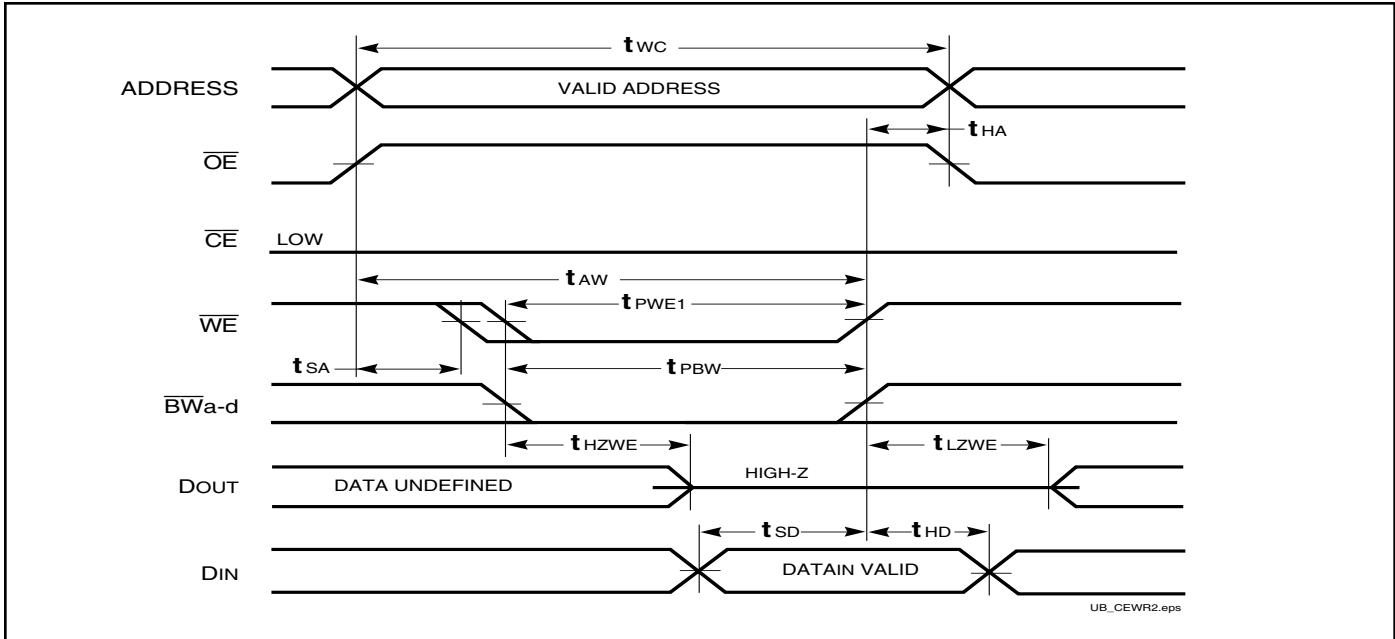 tWC
ADDRESS
VALID ADDRESS
tHA
OE
CE
LOW
tAW
tPWE1
WE
tSA
tPBW
BWa-d
tHZWE
tLZWE
DOUT
DATA UNDEFINED
HIGH-Z
tSD
tHD
DIN
DATAIN VALID
UB_CEWR2.eps